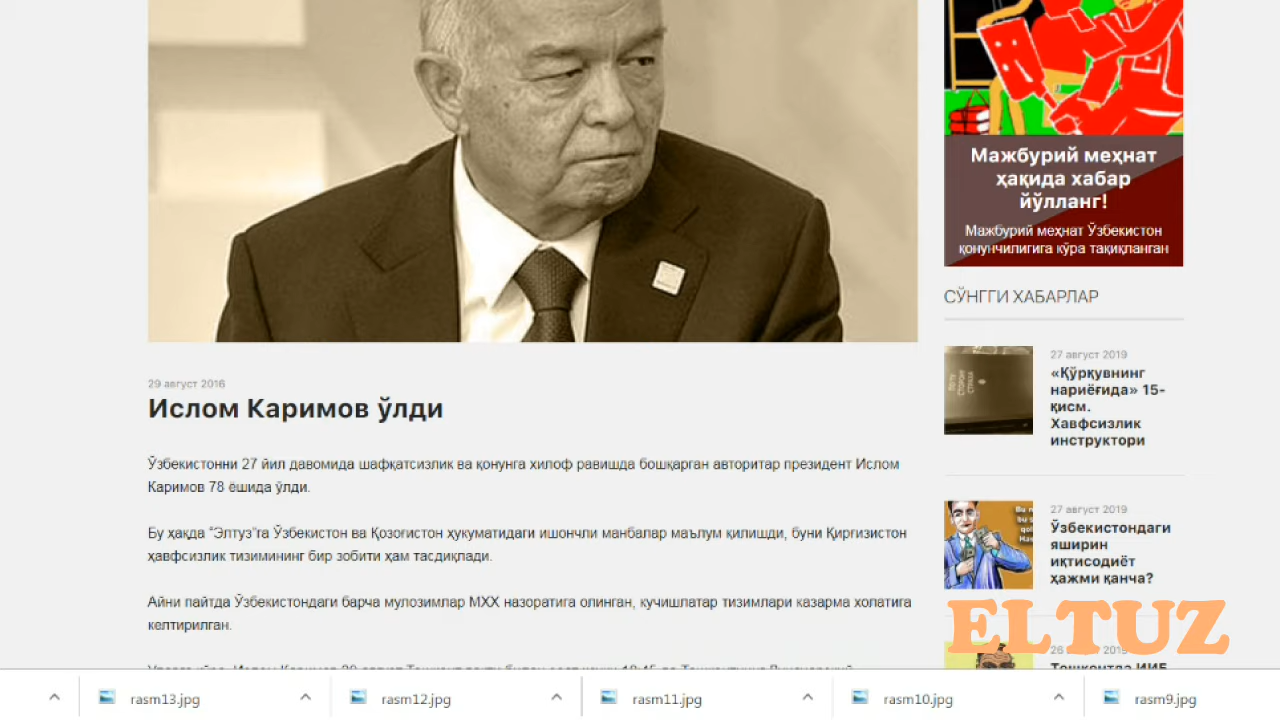 Мажбурий меҳнат
ҳақида хабар
йўлланг!
Мажбурий меҳнат Ўзбекистон
қонунчилигига кўра тақиқланган
СЎНГГИ ХАБАРЛАР
27 август 2019
«Қўрқувнинг
нариёғида» 15-
қисм.
Хавфсизлик
инструктори
27 август 2019
Ўзбекистондаги
яширин
иқтисодиёт
ҳажми қанча?
29 август 2016
Ислом Каримов ўлди
Ўзбекистонни 27 йил давомида шафқатсизлик ва қонунга хилоф равишда бошқарган авторитар президент Ислом
Каримов 78 ёшида ўлди.
Бу ҳақда “Элтуз”га Ўзбекистон ва Қозоғистон ҳукуматидаги ишончли манбалар маълум қилишди, буни Қирғизистон
ҳавфсизлик тизимининг бир зобити ҳам тасдиқлади.
Айни пайтда Ўзбекистондаги барча мулозимлар МХХ назоратига олинган, кучишлатар тизимлари казарма холатига
келтирилган.
ELTUZ
rasm13.jpg
rasm12.jpg
rasm11.jpg
rasm10.jpg
rasm9.jpg